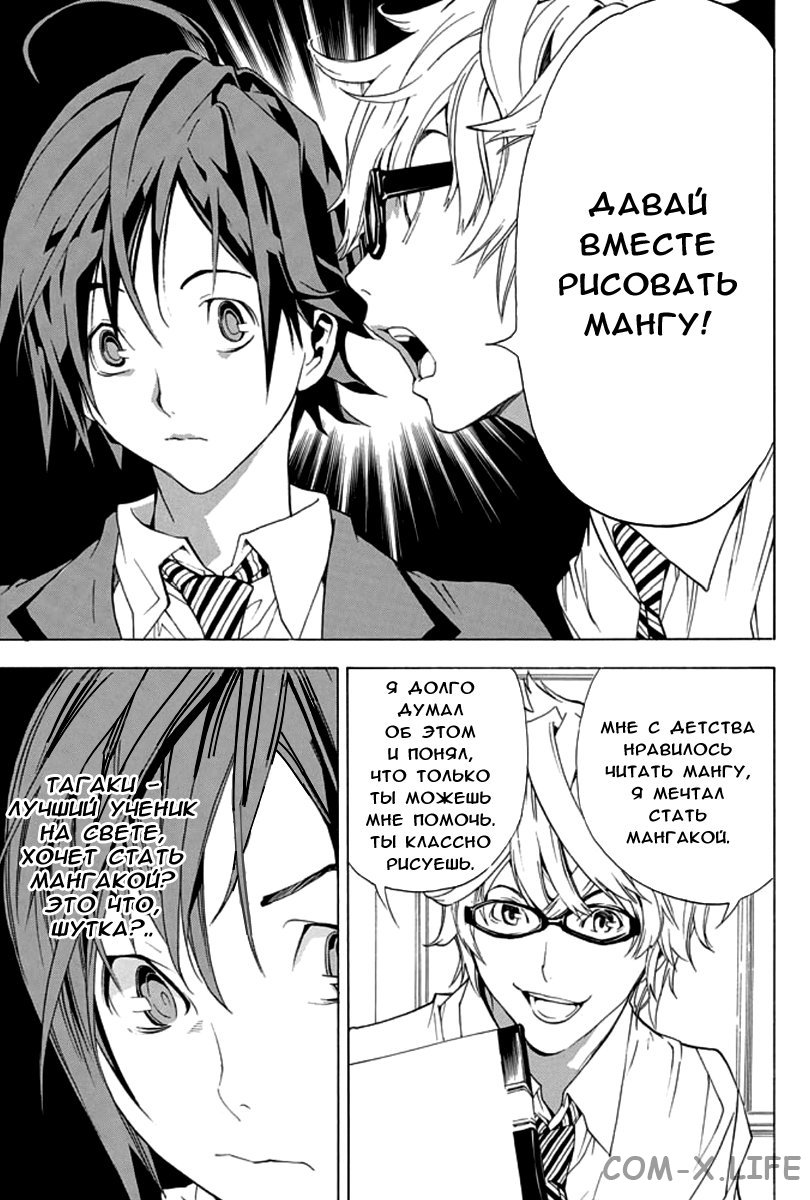 ДАВАЙ
ВМЕСТЕ
РИСОВАТЬ
МАНГУ!
МНЕ С ДЕТСТВА
НРАВИЛОСЬ
ЧИТАТЬ МАНГУ,
Я МЕЧТАЛ
СТАТЬ
МАНГАКОЙ.
Я ДОЛГО
ДУМАЛ
ОБ ЭТОМ
И ПОНЯЛ,
ЧТО ТОЛЬКО
ТЫ МОЖЕШЬ
МНЕ ПОМОЧЬ.
ТЫ КЛАССНО
РИСУЕШЬ.
ТАГАКИ -
ЛУЧШИЙ УЧЕНИК
НА СВЕТЕ,
ХОЧЕТ СТАТЬ
МАНГАКОЙ?
ЭТО ЧТО,
ШУТКА?..
COM-X.LIFE